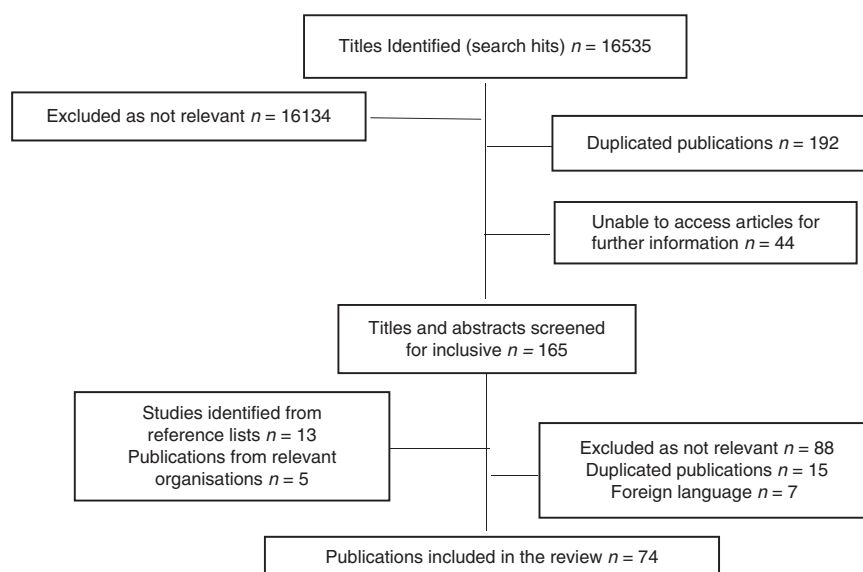 Titles Identified (search hits) n = 16535
Excluded as not relevant n = 16134
Duplicated publications n = 192
Unable to access articles for
further information n = 44
Titles and abstracts screened
for inclusive n = 165
Studies identified from
reference lists n = 13
Publications from relevant
organisations n = 5
Excluded as not relevant n = 88
Duplicated publications n = 15
Foreign language n = 7
Publications included in the review n = 74